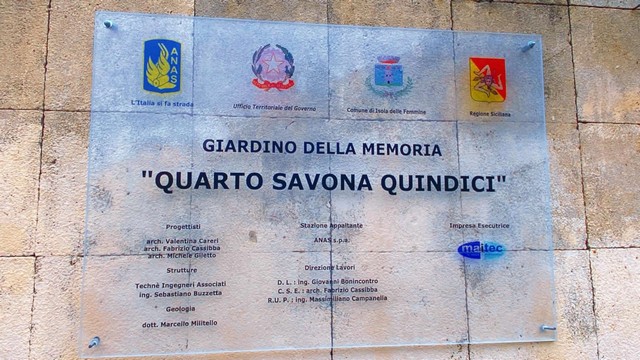 ANAS
L'Italia si fa strada
Ufficio Territoriale del Governo
Comune di Isola delle Femmine
Regione Siciliana
GIARDINO DELLA MEMORIA
"QUARTO SAVONA QUINDICI"
Progettisti
arch. Valentina Careri
arch. Fabrizio Cassibba
arch. Michele Giletto
Strutture
Technè Ingegneri Associati
ing. Sebastiano Buzzetta
Geologia
dott. Marcello Militello
Stazione Appaltante
ANAS s.p.a.
Direzione Lavori
D. L. : ing. Giovanni Bonincontro
C. S. E. : arch. Fabrizio Cassibba
R.U.P. : ing. Massimiliano Campanella
Impresa Esecutrice